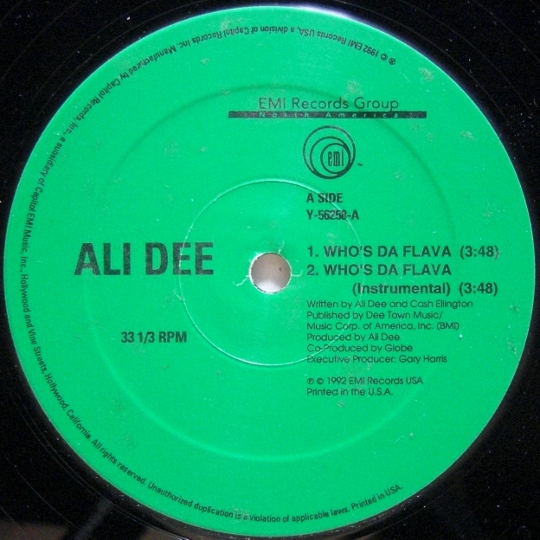 EMI Records Group
North America
emi
TM
A SIDE
Y-56258-A
ALI DEE
33 1/3 RPM
1. WHO'S DA FLAVA (3:48)
2. WHO'S DA FLAVA
(Instrumental) (3:48)
Written by Ali Dee and Cash Ellington
Published by Dee Town Music/
Music Corp. of America, Inc. (BMI)
Produced by Ali Dee
Co-Produced by Globe
Executive Producer: Gary Harris
℗ © 1992 EMI Records USA
Printed in the U.S.A.
℗ 1992 EMI Records USA, a division of Capitol Records Inc. Manufactured by Capitol Records, Inc., a subsidiary of Capitol-EMI Music, Inc., Hollywood and Vine Streets, Hollywood, California. All rights reserved. Unauthorized duplication is a violation of applicable laws. Printed in USA.